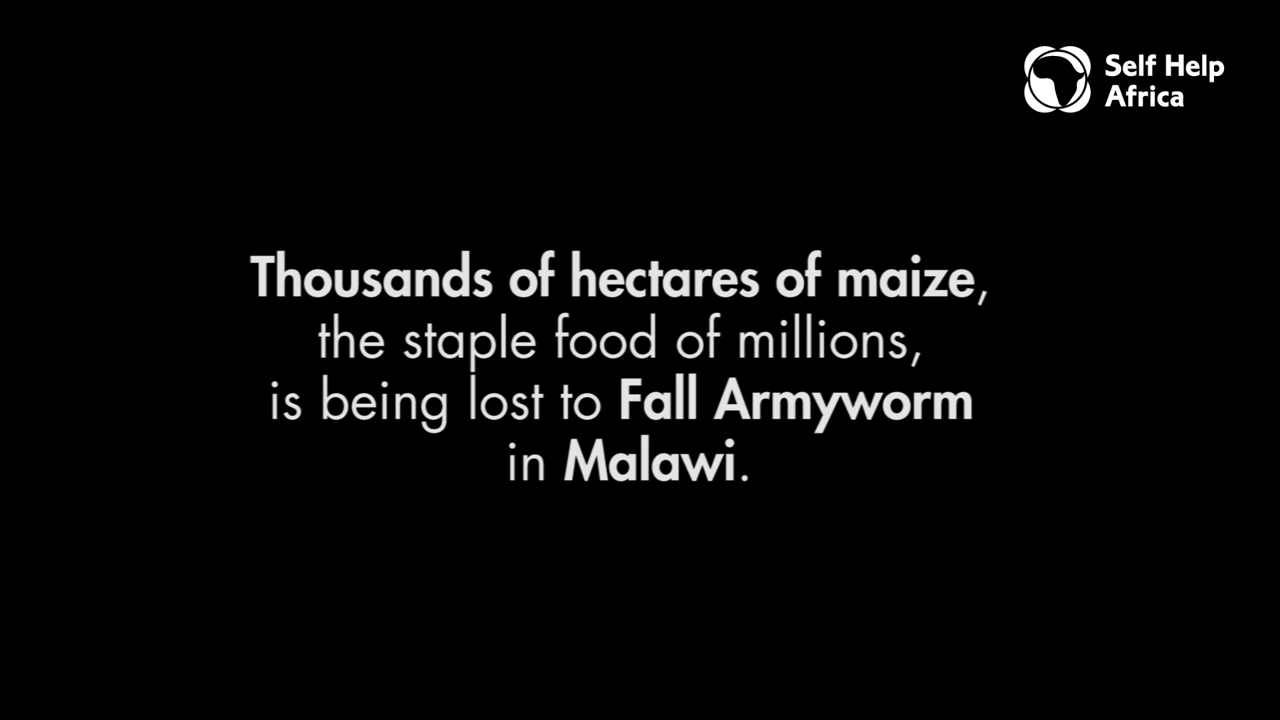 Self Help
Africa
Thousands of hectares of maize,
the staple food of millions,
is being lost to Fall Armyworm
in Malawi.